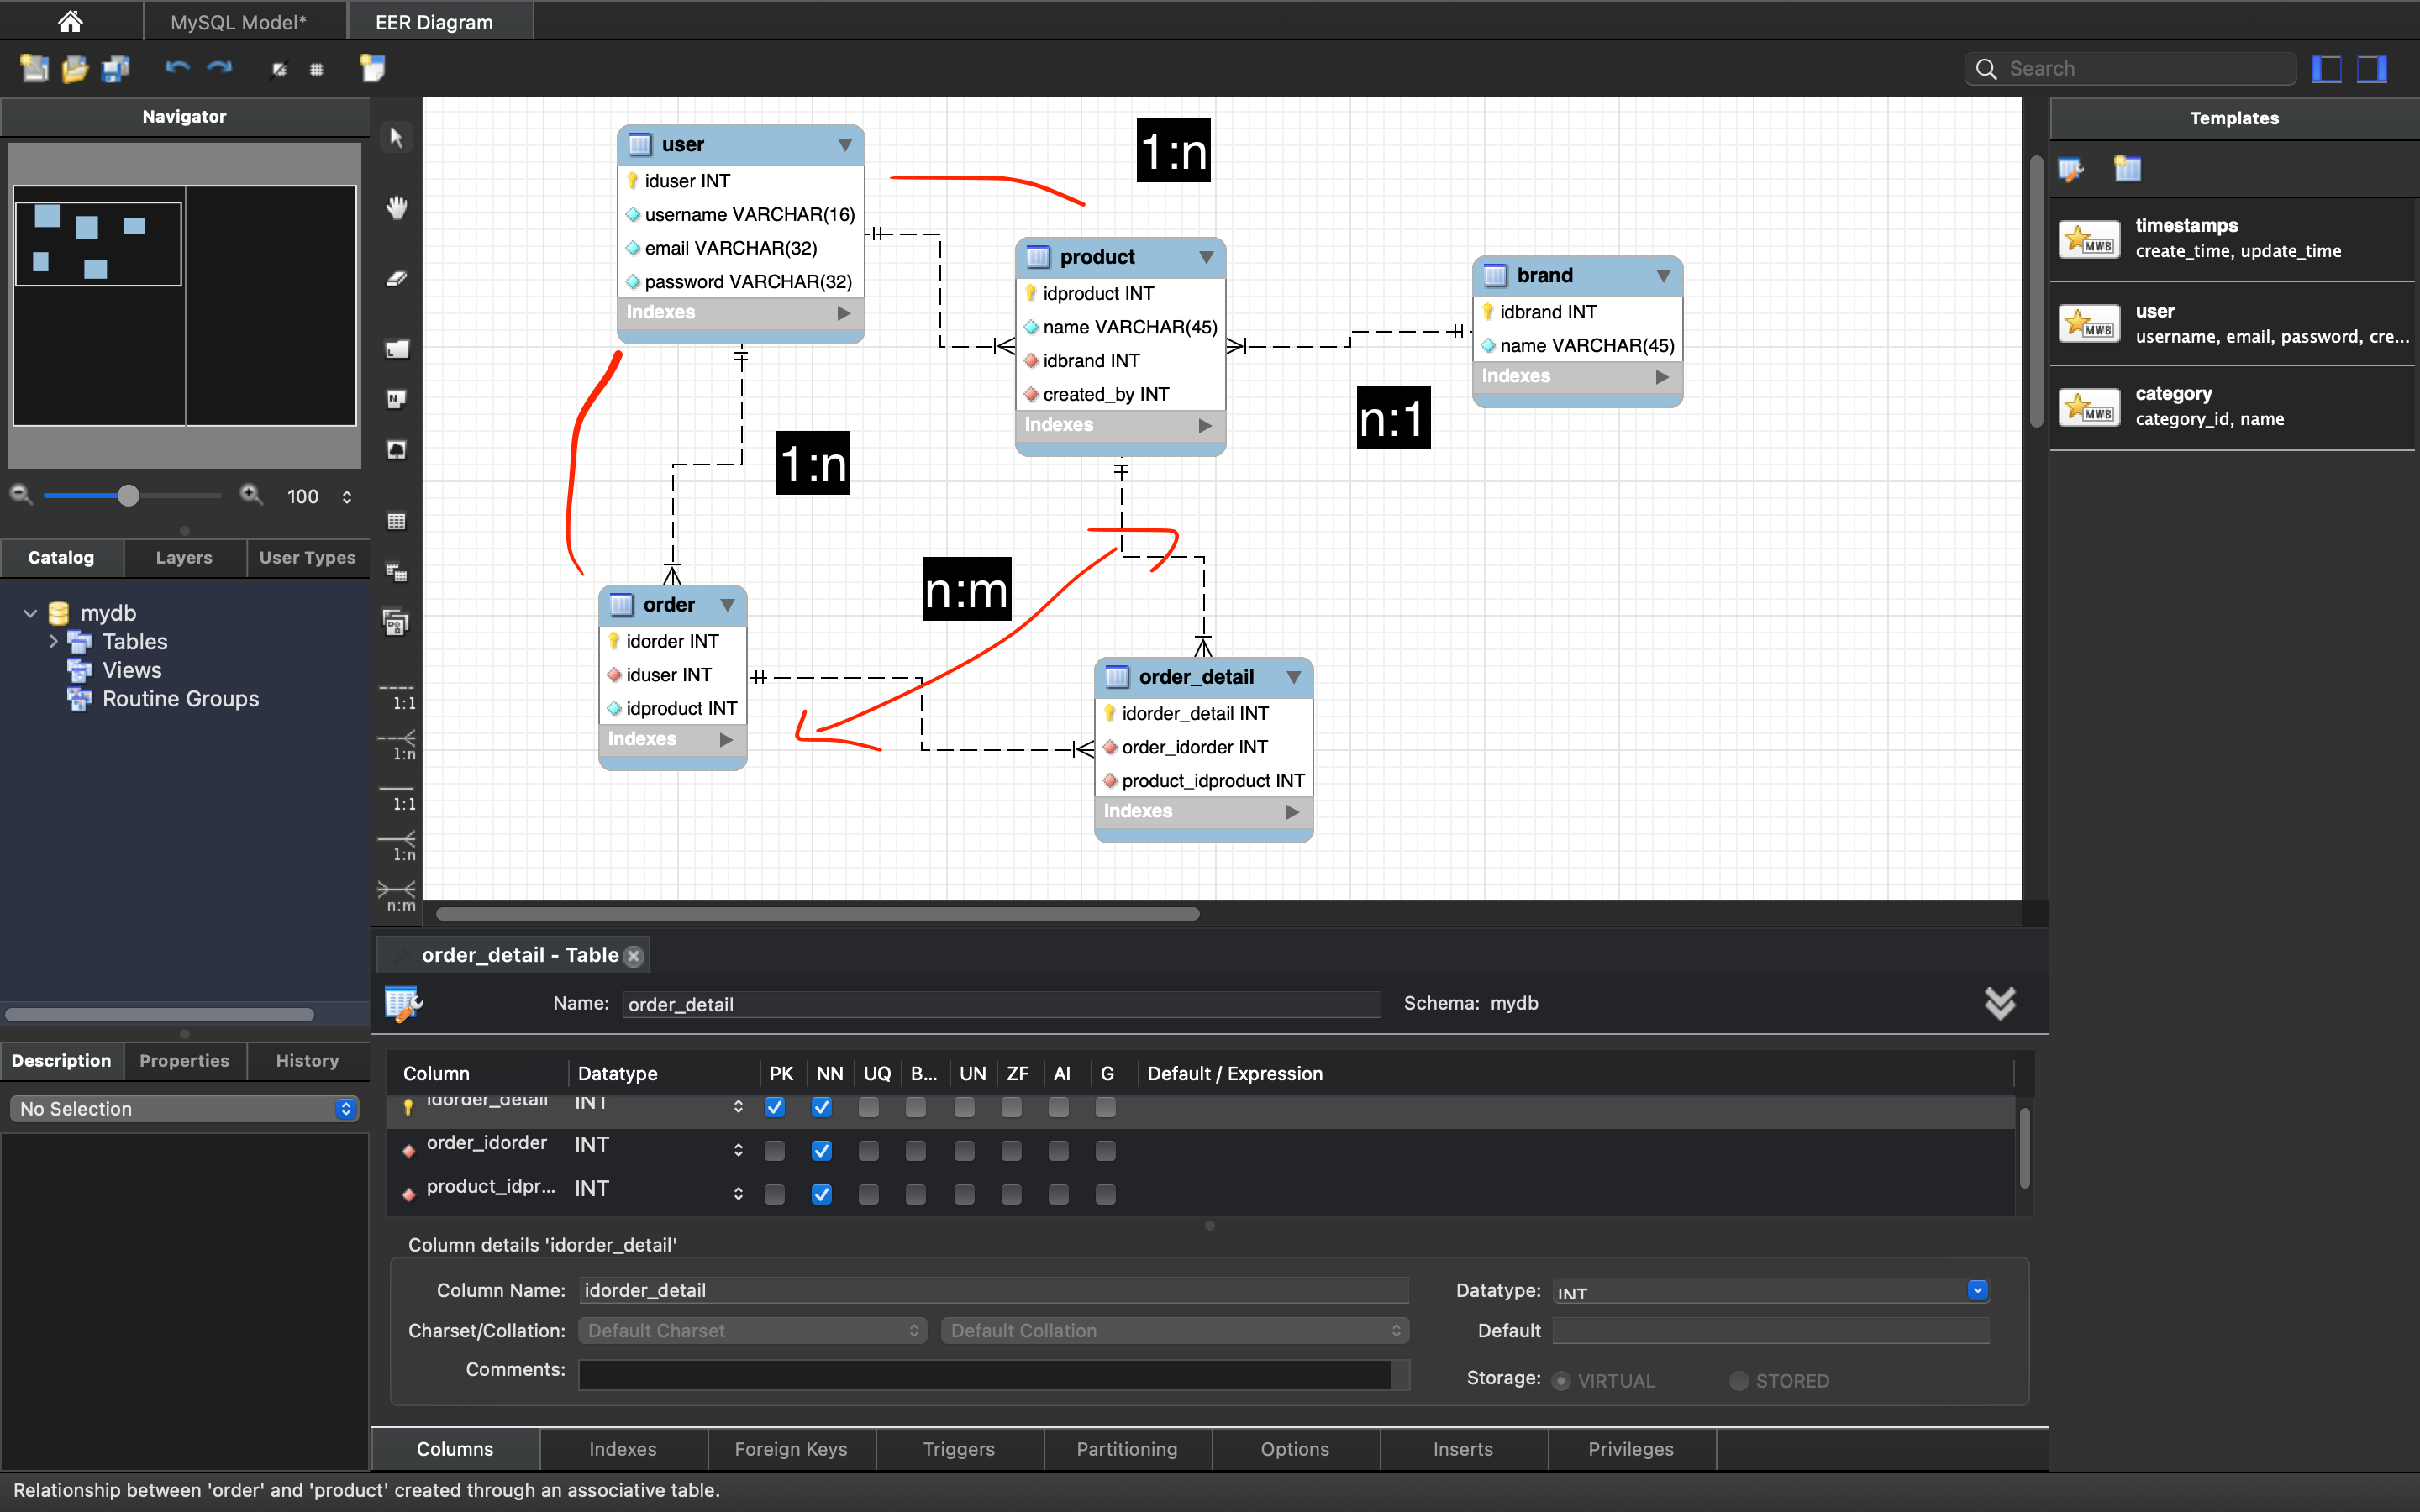 MySQL Model*
EER Diagram
Search
Navigator
100
Catalog
Layers
User Types
mydb
Tables
Views
Routine Groups
Description
Properties
History
No Selection
L
N
1:1
1:n
1:1
1:n
n:m
user
iduser INT
username VARCHAR(16)
email VARCHAR(32)
password VARCHAR(32)
Indexes
1:n
product
idproduct INT
name VARCHAR(45)
idbrand INT
created_by INT
Indexes
brand
idbrand INT
name VARCHAR(45)
Indexes
n:1
1:n
n:m
order
idorder INT
iduser INT
idproduct INT
Indexes
order_detail
idorder_detail INT
order_idorder INT
product_idproduct INT
Indexes
Templates
MWB
timestamps
create_time, update_time
MWB
user
username, email, password, cre...
MWB
category
category_id, name
order_detail - Table
Name: order_detail
Schema: mydb
Column Datatype PK NN UQ B... UN ZF AI G Default / Expression
idorder_detail INT
order_idorder INT
product_idpr... INT
Column details 'idorder_detail'
Column Name: idorder_detail
Datatype: INT
Charset/Collation: Default Charset Default Collation
Default
Comments:
Storage: VIRTUAL STORED
Columns Indexes Foreign Keys Triggers Partitioning Options Inserts Privileges
Relationship between 'order' and 'product' created through an associative table.